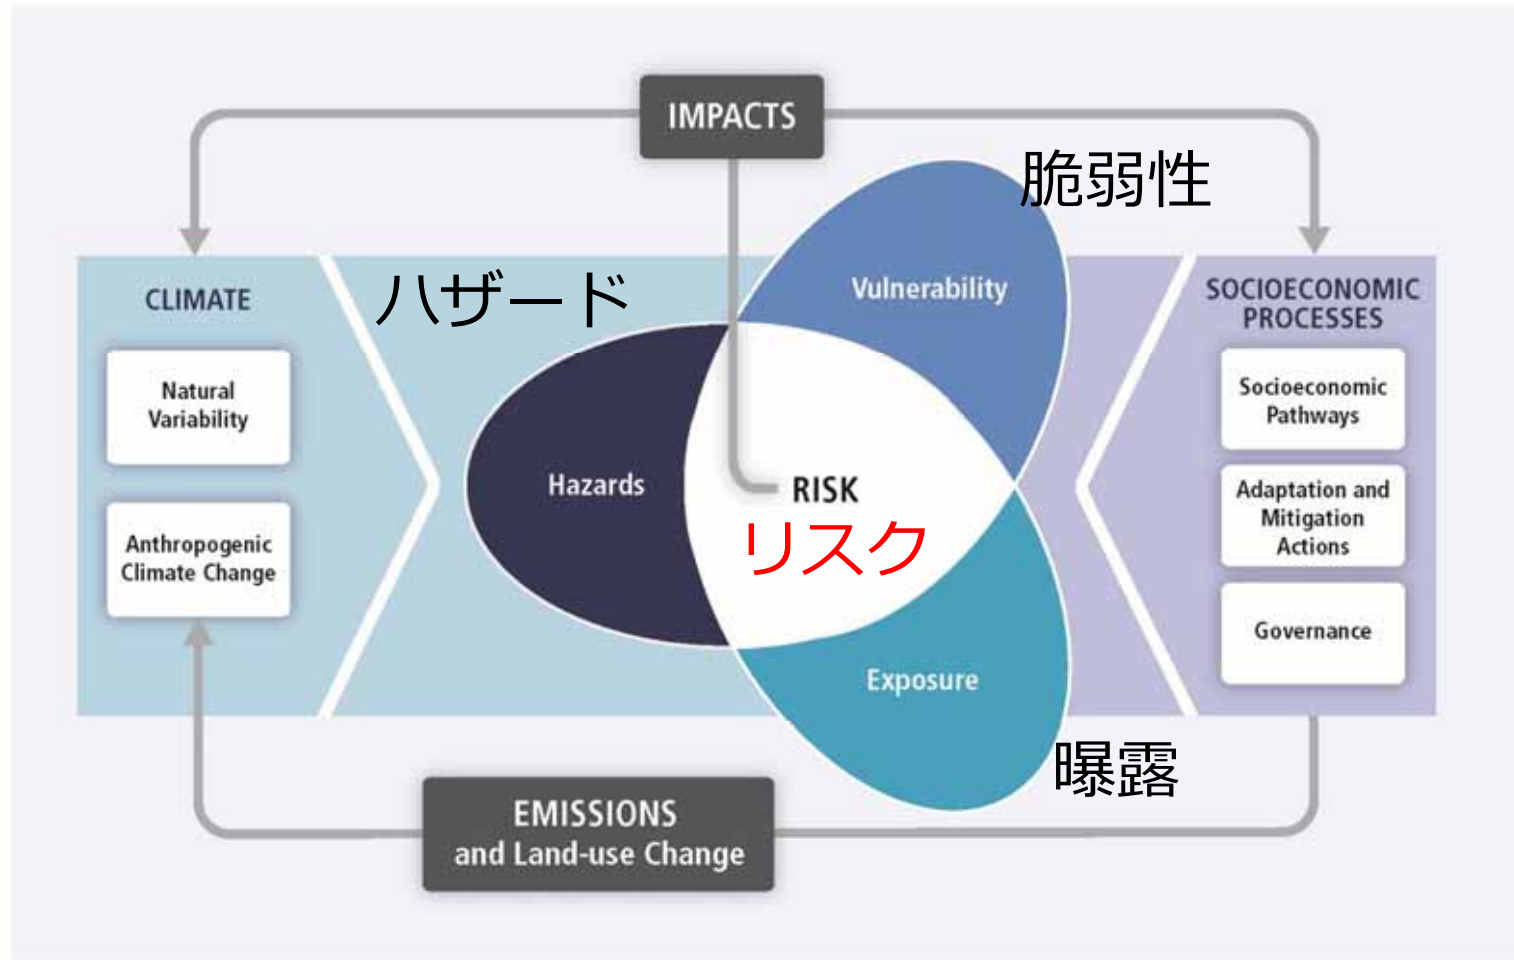 IMPACTS
脆弱性
CLIMATE
Natural
Variability
Anthropogenic
Climate Change
ハザード
Vulnerability
Hazards
RISK
リスク
Exposure
曝露
SOCIOECONOMIC
PROCESSES
Socioeconomic
Pathways
Adaptation and
Mitigation
Actions
Governance
EMISSIONS
and Land-use Change